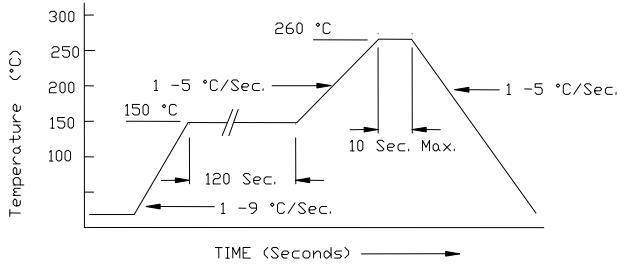 300
260 °C
250
200
1 -5 °C/Sec.
1 -5 °C/Sec.
150 °C
150
100
10 Sec. Max.
120 Sec.
1 -9 °C/Sec.
Temperature (°C)
TIME (Seconds)